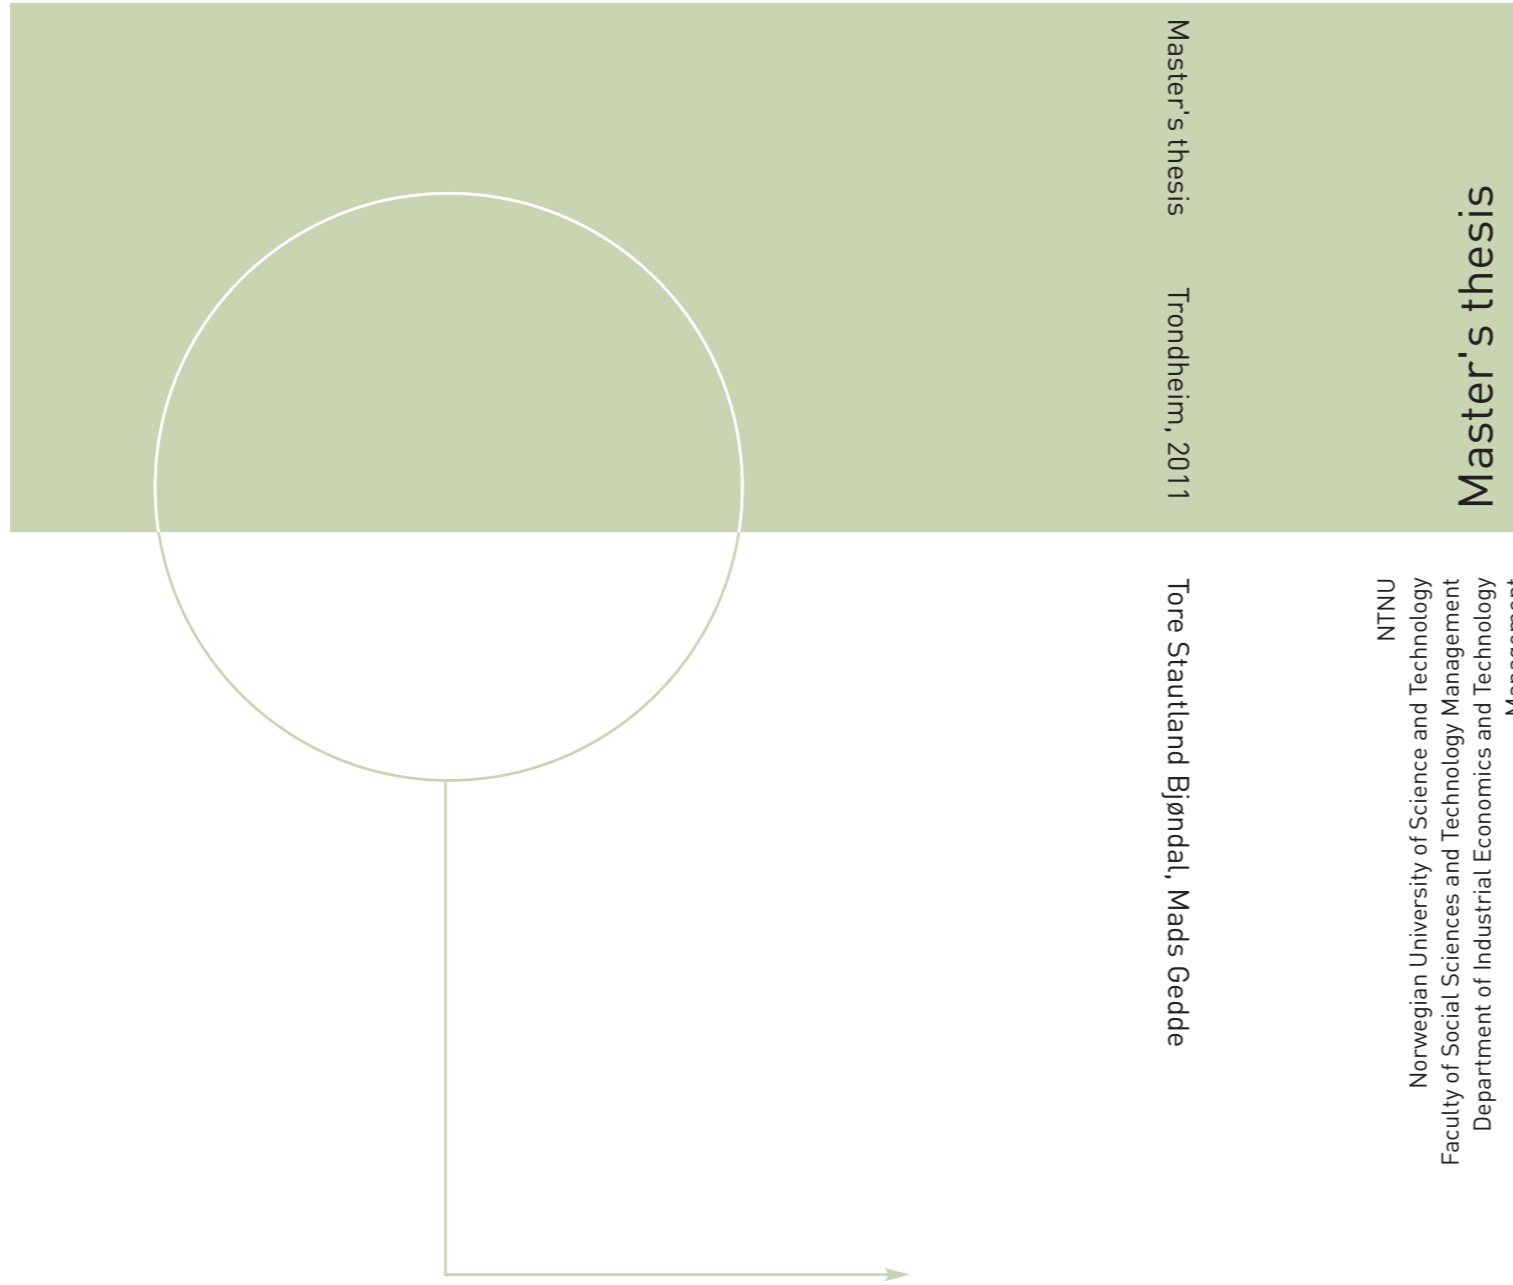 Master's thesis
Trondheim, 2011
Tore Stautland Bjøndal, Mads Gedde
Master's thesis
NTNU
Norwegian University of Science and Technology
Faculty of Social Sciences and Technology Management
Department of Industrial Economics and Technology
Management